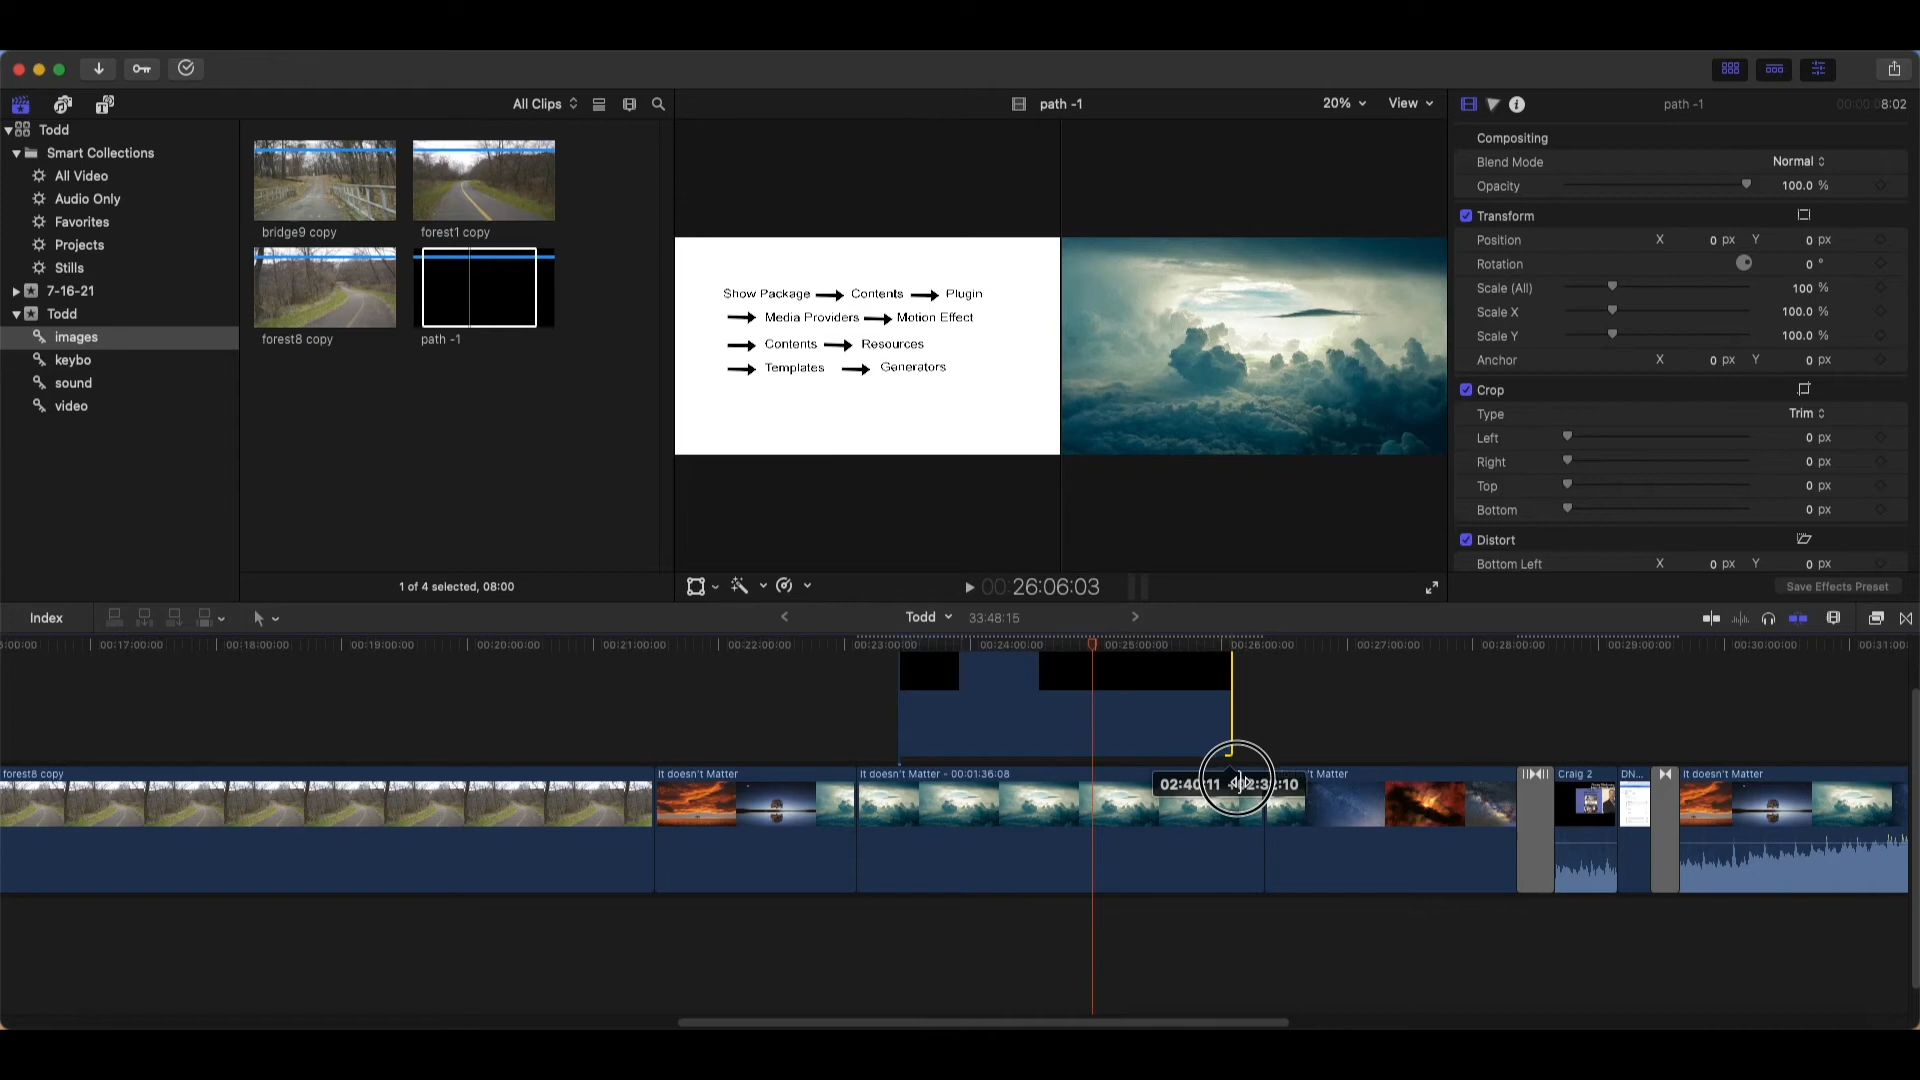 All Clips
path -1
20%
View
path -1
00:00:00:08:02
Todd
Smart Collections
All Video
Audio Only
Favorites
Projects
Stills
7-16-21
Todd
images
keybo
sound
video
bridge9 copy
forest1 copy
forest8 copy
path -1
1 of 4 selected, 08:00
Show Package Contents Plugin
Media Providers Motion Effect
Contents Resources
Templates Generators
00:26:06:03
Compositing
Blend Mode Normal
Opacity 100.0 %
Transform
Position X 0 px Y 0 px
Rotation 0 °
Scale (All) 100 %
Scale X 100.0 %
Scale Y 100.0 %
Anchor X 0 px Y 0 px
Crop
Type Trim
Left 0 px
Right 0 px
Top 0 px
Bottom 0 px
Distort
Bottom Left X 0 px Y 0 px
Save Effects Preset
Index
Todd
33:48:15
00:17:00:00 00:18:00:00 00:19:00:00 00:20:00:00 00:21:00:00 00:22:00:00 00:23:00:00 00:24:00:00 00:25:00:00 00:26:00:00 00:27:00:00 00:28:00:00 00:29:00:00 00:30:00:00 00:31:00:
forest8 copy
It doesn't Matter
It doesn't Matter - 00:01:36:08
02:40:11
't Matter
Craig 2
DN...
It doesn't Matter